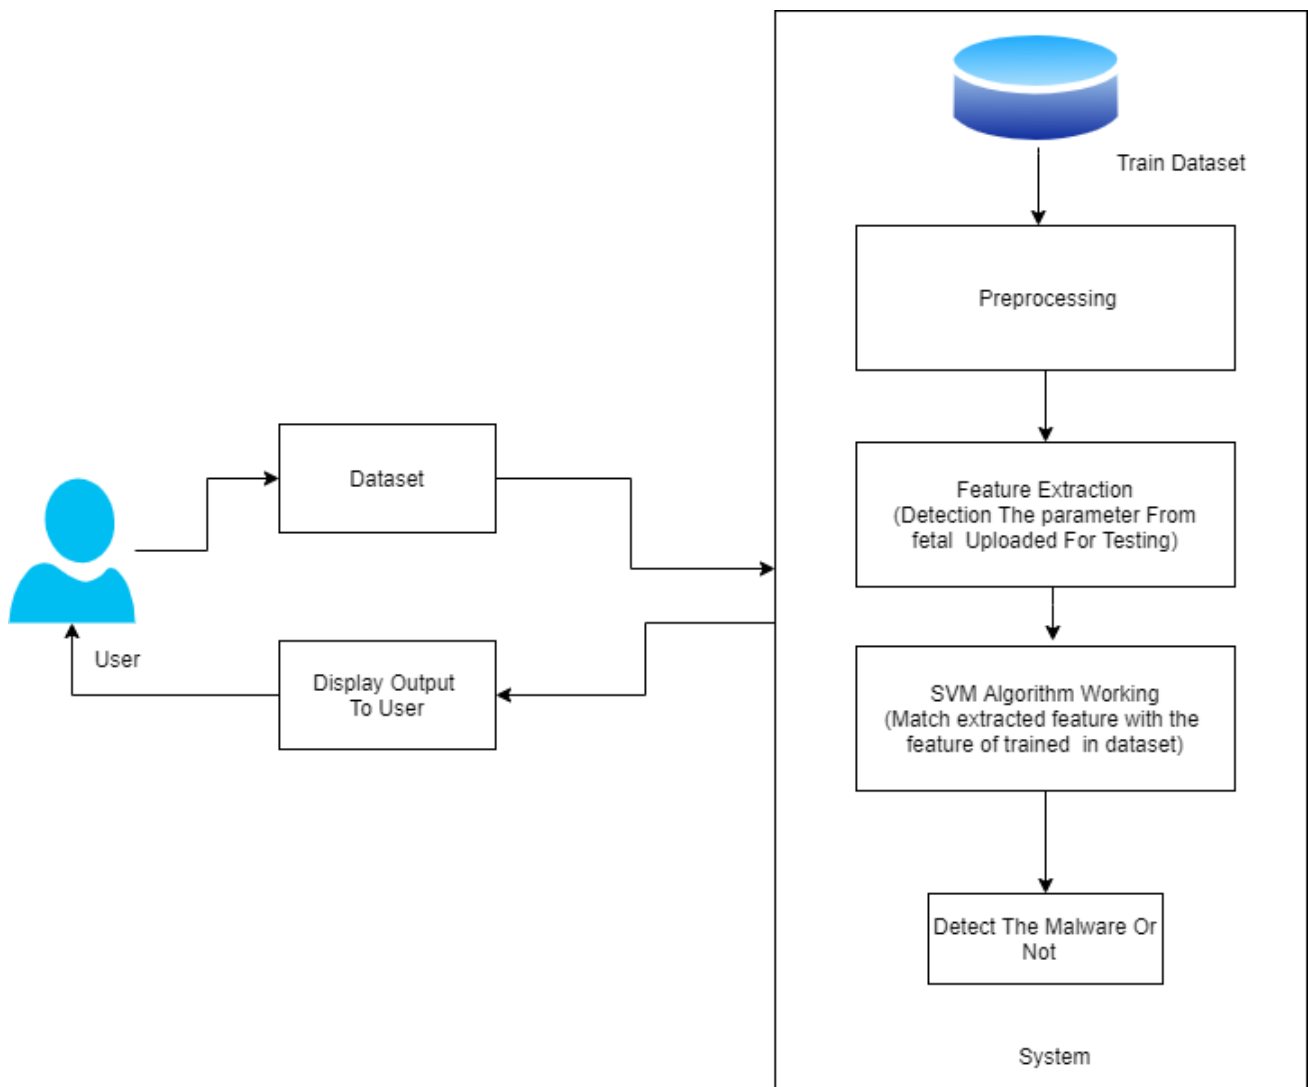 Train Dataset
Preprocessing
Dataset
Feature Extraction
(Detection The parameter From
fetal  Uploaded For Testing)
User
Display Output
To User
SVM Algorithm Working
(Match extracted feature with the
feature of trained  in dataset)
Detect The Malware Or
Not
System